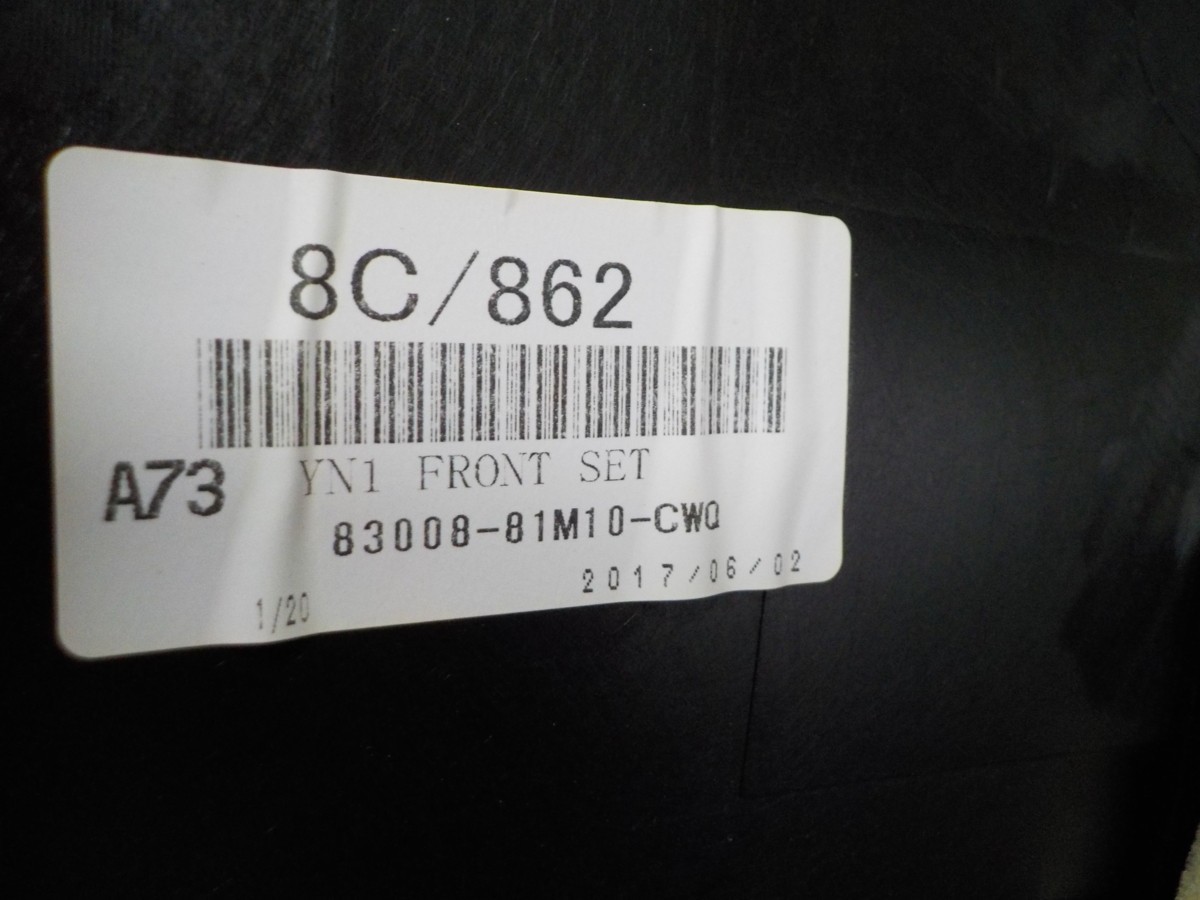 8C/862
A73 YN1 FRONT SET
83008-81M10-CWQ
2017/06/02
1/20